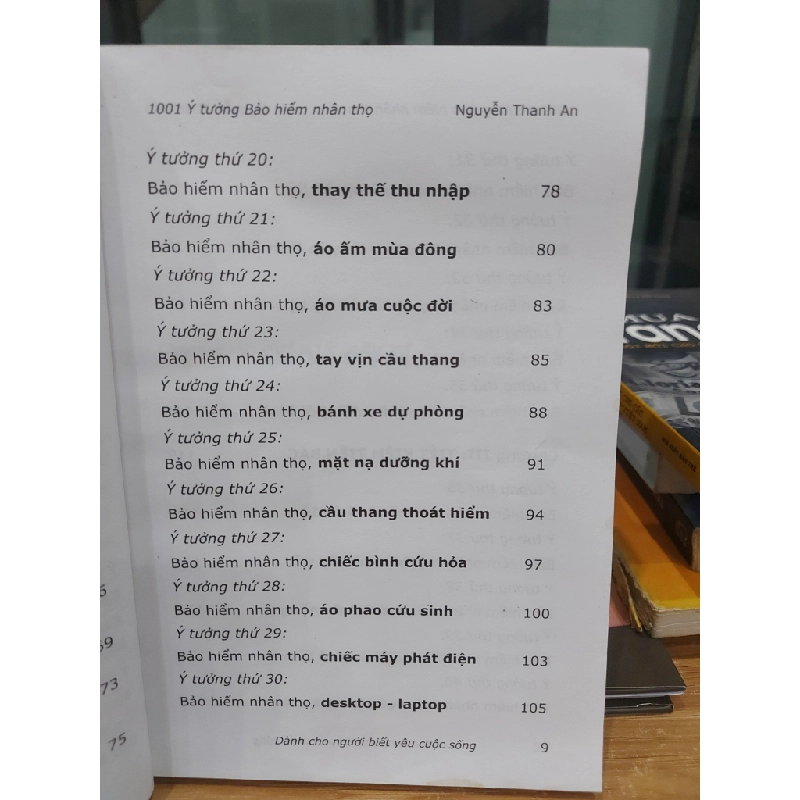 1001 Ý tưởng Bảo hiểm nhân thọ Nguyễn Thanh An
Ý tưởng thứ 20:
Bảo hiểm nhân thọ, thay thế thu nhập 78
Ý tưởng thứ 21:
Bảo hiểm nhân thọ, áo ấm mùa đông 80
Ý tưởng thứ 22:
Bảo hiểm nhân thọ, áo mưa cuộc đời 83
Ý tưởng thứ 23:
Bảo hiểm nhân thọ, tay vịn cầu thang 85
Ý tưởng thứ 24:
Bảo hiểm nhân thọ, bánh xe dự phòng 88
Ý tưởng thứ 25:
Bảo hiểm nhân thọ, mặt nạ dưỡng khí 91
Ý tưởng thứ 26:
Bảo hiểm nhân thọ, cầu thang thoát hiểm 94
Ý tưởng thứ 27:
Bảo hiểm nhân thọ, chiếc bình cứu hỏa 97
Ý tưởng thứ 28:
Bảo hiểm nhân thọ, áo phao cứu sinh 100
Ý tưởng thứ 29:
Bảo hiểm nhân thọ, chiếc máy phát điện 103
Ý tưởng thứ 30:
Bảo hiểm nhân thọ, desktop - laptop 105
Dành cho người biết yêu cuộc sống 9
73
75
MUA